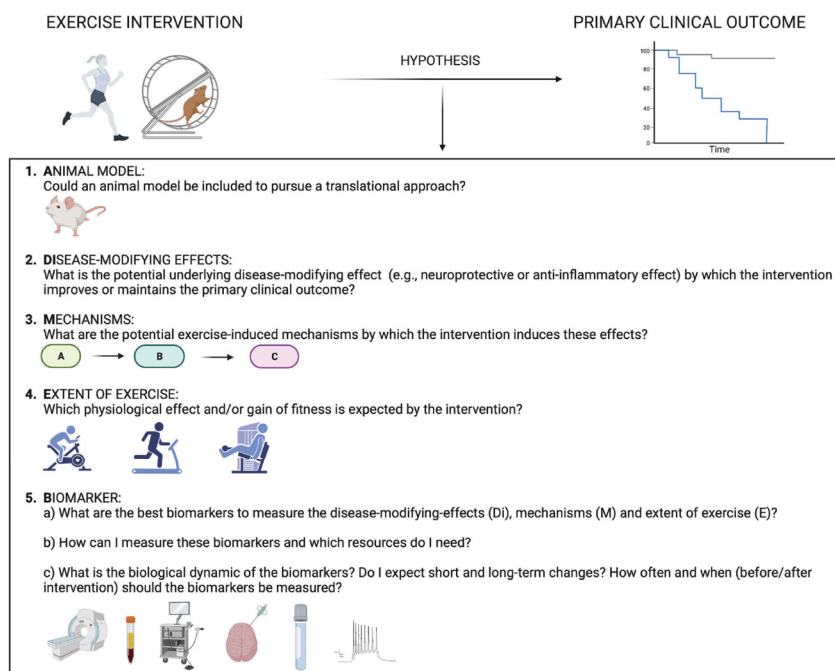 EXERCISE INTERVENTION
PRIMARY CLINICAL OUTCOME
HYPOTHESIS
100
80
60
40
20
0
Time
1. ANIMAL MODEL:
Could an animal model be included to pursue a translational approach?
2. DISEASE-MODIFYING EFFECTS:
What is the potential underlying disease-modifying effect (e.g., neuroprotective or anti-inflammatory effect) by which the intervention
improves or maintains the primary clinical outcome?
3. MECHANISMS:
What are the potential exercise-induced mechanisms by which the intervention induces these effects?
A
B
C
4. EXTENT OF EXERCISE:
Which physiological effect and/or gain of fitness is expected by the intervention?
5. BIOMARKER:
a) What are the best biomarkers to measure the disease-modifying-effects (Di), mechanisms (M) and extent of exercise (E)?
b) How can I measure these biomarkers and which resources do I need?
c) What is the biological dynamic of the biomarkers? Do I expect short and long-term changes? How often and when (before/after
intervention) should the biomarkers be measured?